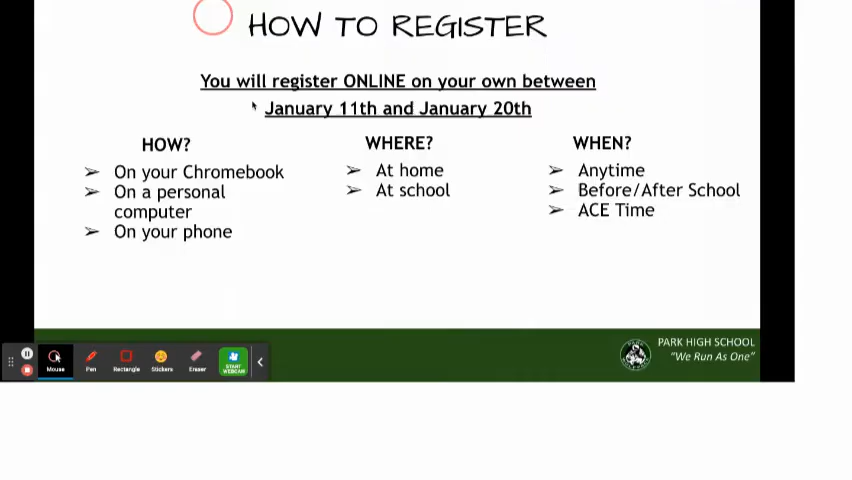 HOW TO REGISTER
You will register ONLINE on your own between
January 11th and January 20th
HOW?
➢ On your Chromebook
➢ On a personal
computer
➢ On your phone
WHERE?
➢ At home
➢ At school
WHEN?
➢ Anytime
➢ Before/After School
➢ ACE Time
PARK HIGH SCHOOL
"We Run As One"
Mouse
Pen
Rectangle
Stickers
Eraser
START
WEBCAM